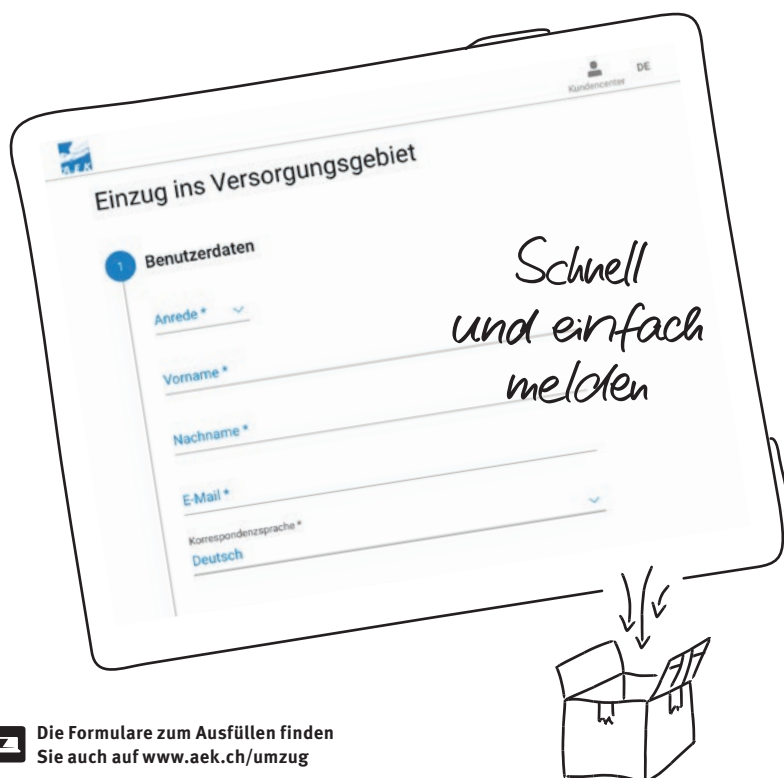 Kundencenter
DE
AEK
Einzug ins Versorgungsgebiet
1
Benutzerdaten
Anrede *
Vorname *
Nachname *
E-Mail *
Korrespondenzsprache *
Deutsch
Schnell
und einfach
melden
Die Formulare zum Ausfüllen finden
Sie auch auf www.aek.ch/umzug